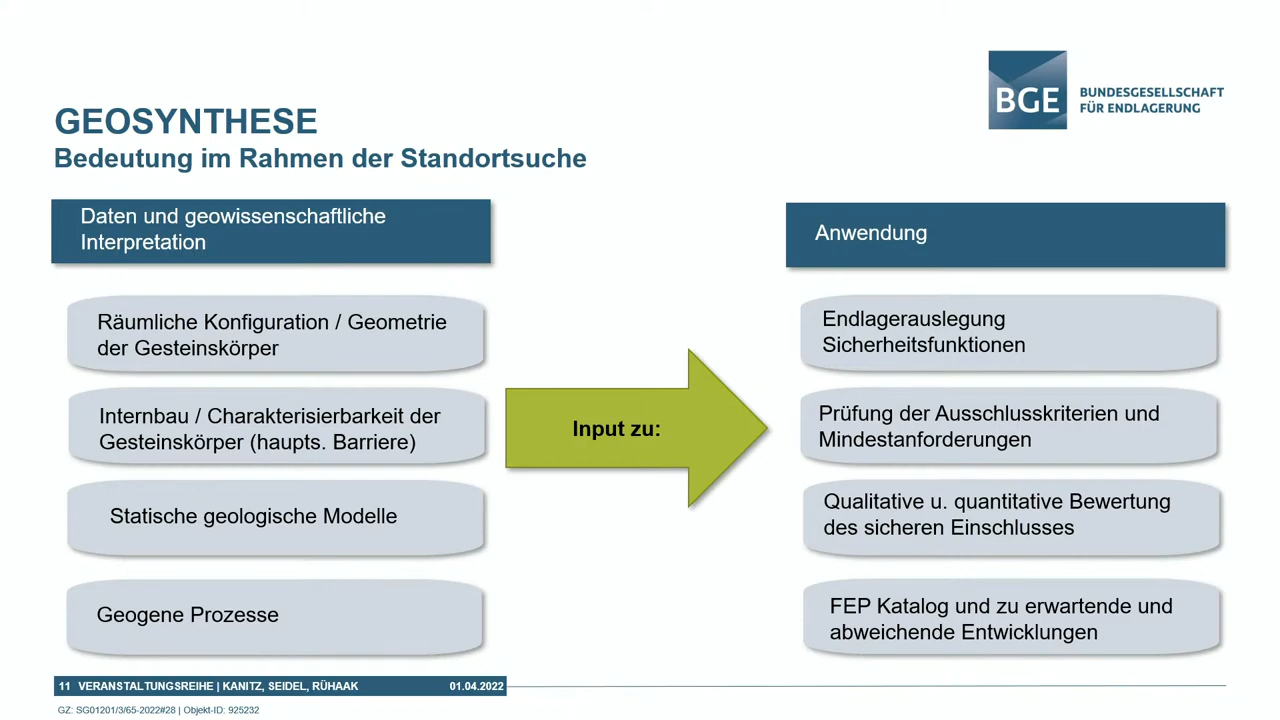 BGE
BUNDESGESELLSCHAFT
FÜR ENDLAGERUNG
GEOSYNTHESE
Bedeutung im Rahmen der Standortsuche
Daten und geowissenschaftliche
Interpretation
Räumliche Konfiguration / Geometrie
der Gesteinskörper
Internbau / Charakterisierbarkeit der
Gesteinskörper (haupts. Barriere)
Statische geologische Modelle
Geogene Prozesse
Input zu:
Anwendung
Endlagerauslegung
Sicherheitsfunktionen
Prüfung der Ausschlusskriterien und
Mindestanforderungen
Qualitative u. quantitative Bewertung
des sicheren Einschlusses
FEP Katalog und zu erwartende und
abweichende Entwicklungen
11 VERANSTALTUNGSREIHE | KANITZ, SEIDEL, RÜHAAK 01.04.2022
GZ: SG01201/3/65-2022#28 | Objekt-ID: 925232